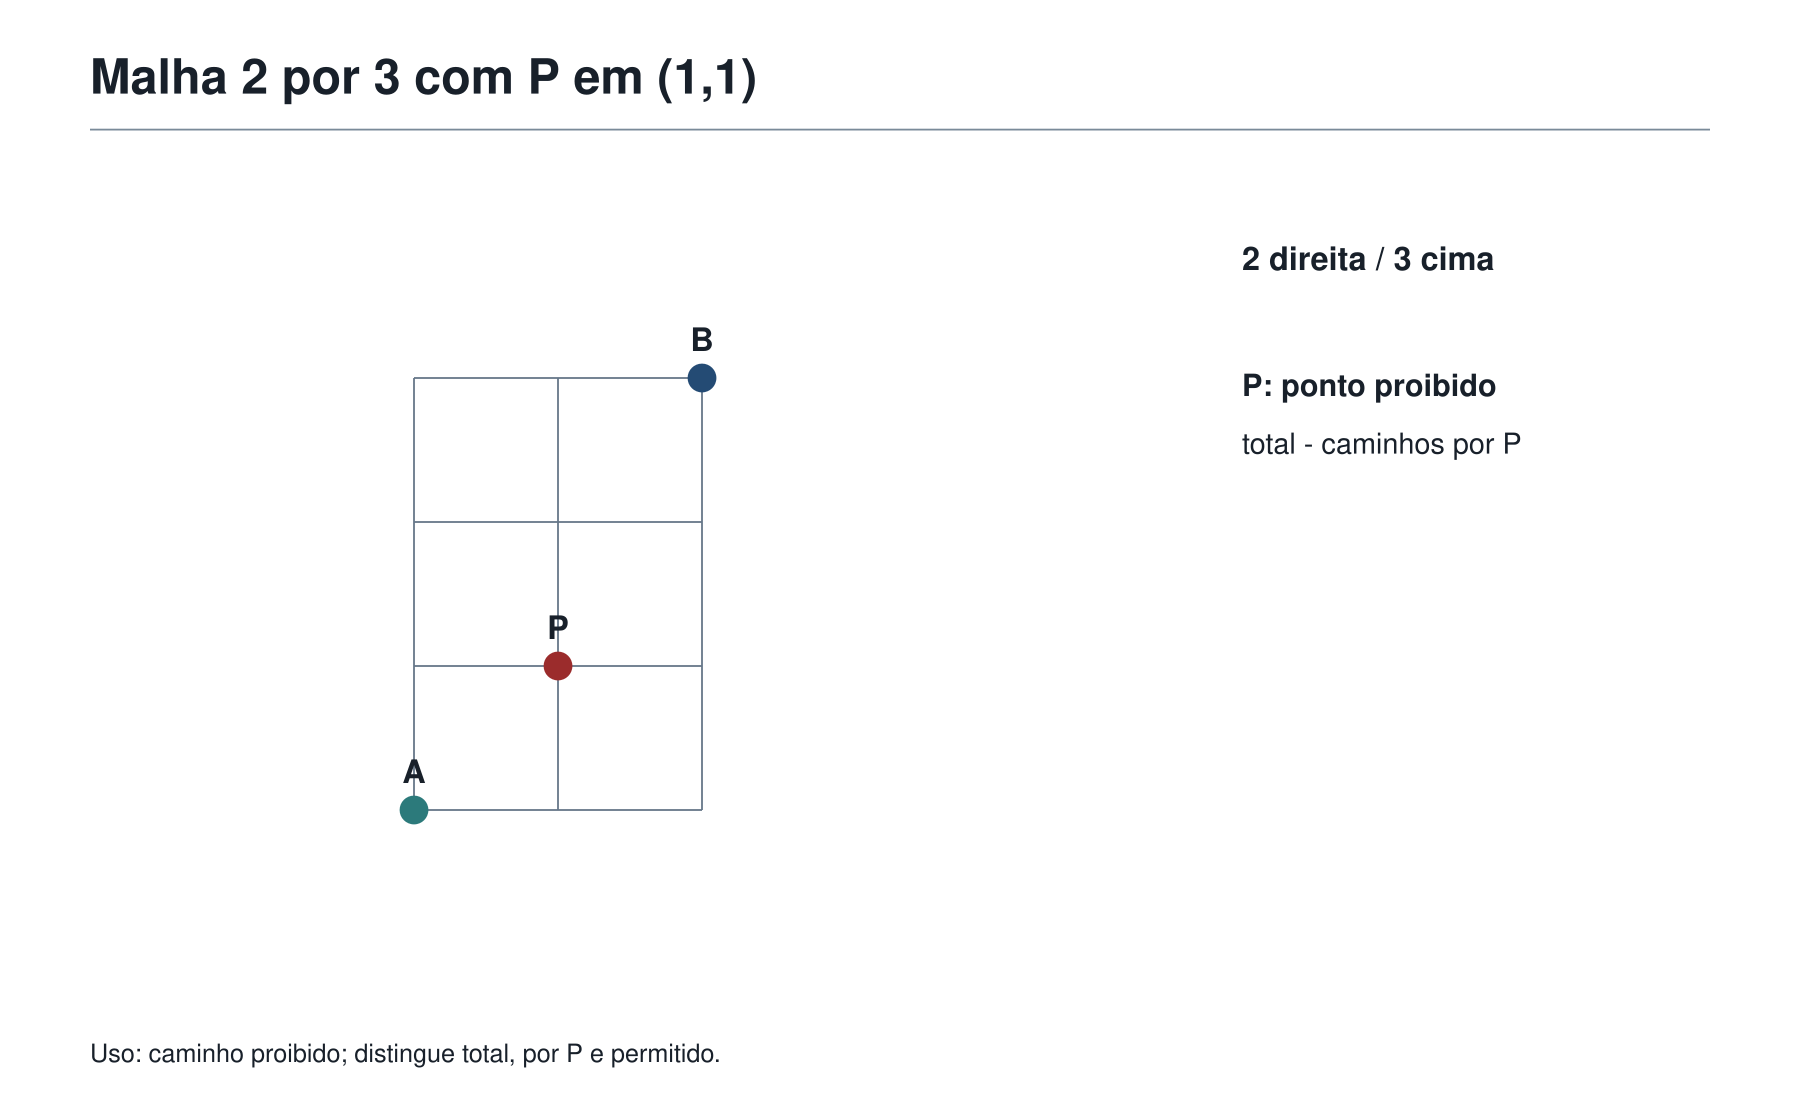 Malha 2 por 3 com P em (1,1)
2 direita / 3 cima
B
P: ponto proibido
total - caminhos por P
P
A
Uso: caminho proibido; distingue total, por P e permitido.